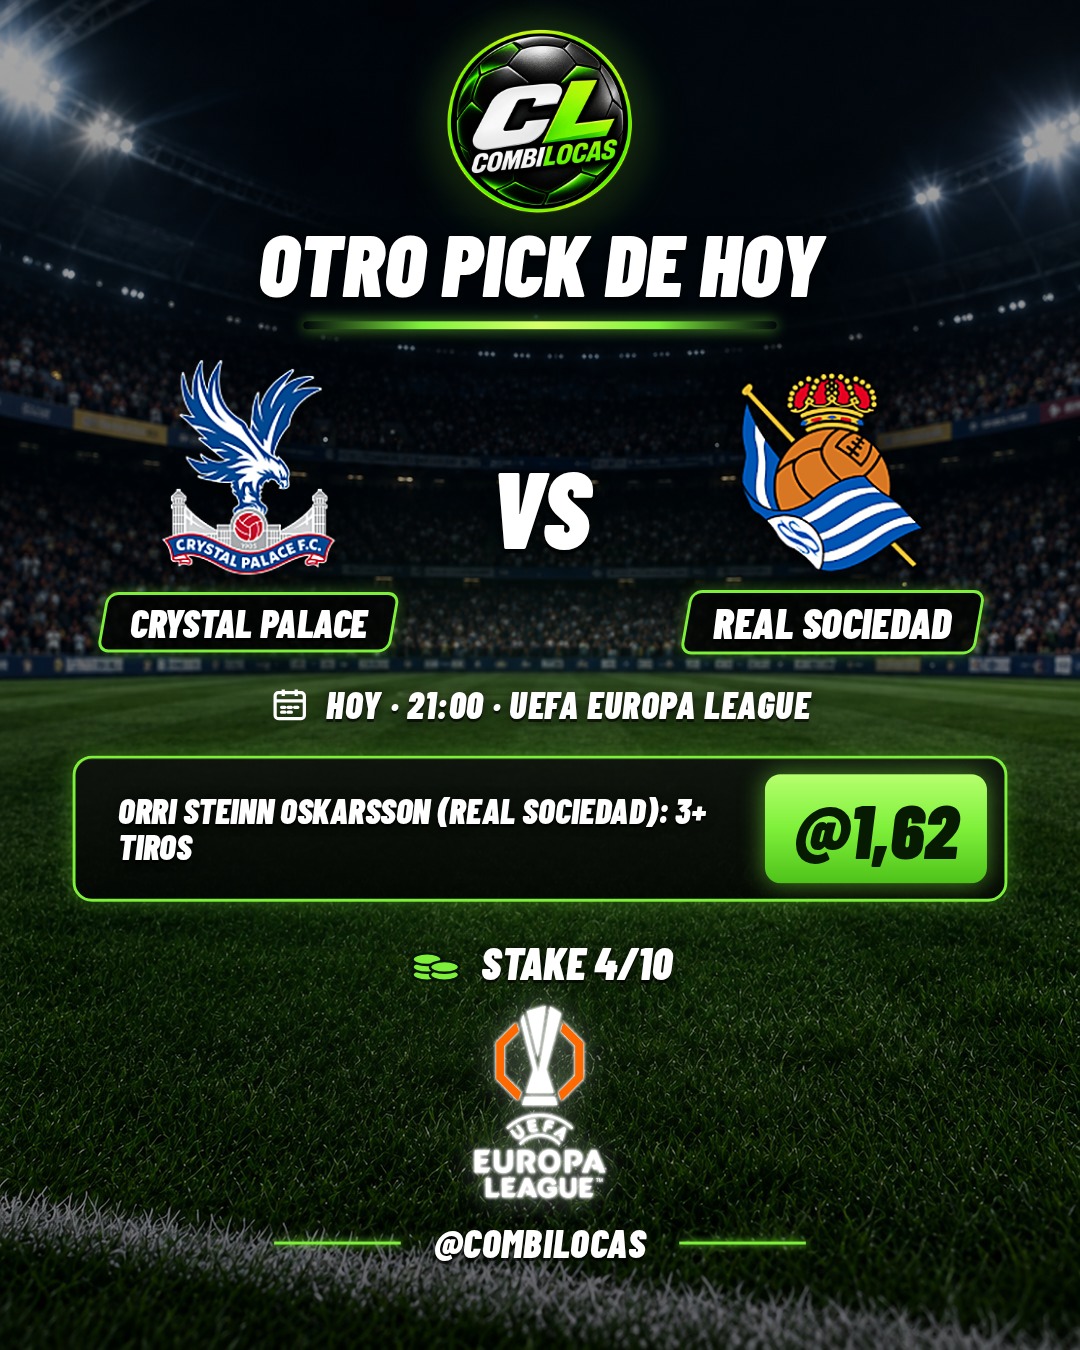 CL
COMBILOCAS
OTRO PICK DE HOY
CRYSTAL PALACE F.C.
VS
CRYSTAL PALACE
REAL SOCIEDAD
HOY · 21:00 · UEFA EUROPA LEAGUE
ORRI STEINN OSKARSSON (REAL SOCIEDAD): 3+
TIROS
@1,62
STAKE 4/10
UEFA
EUROPA
LEAGUE™
@COMBILOCAS